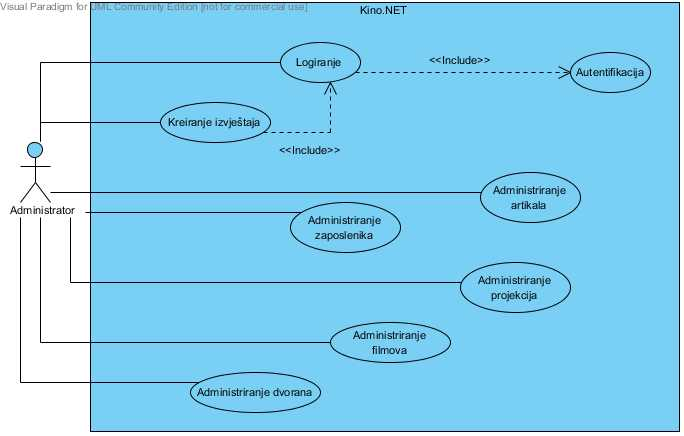 Visual Paradigm for UML Community Edition [not for commercial use]
Kino.NET
Logiranje
<<Include>>
Autentifikacija
Kreiranje izvještaja
<<Include>>
Administrator
Administriranje
artikala
Administriranje
zaposlenika
Administriranje
projekcija
Administriranje
filmova
Administriranje dvorana